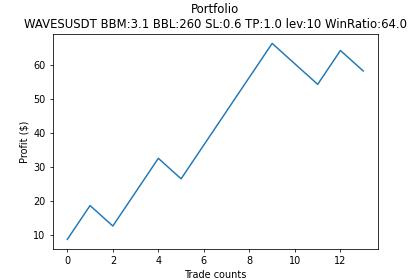 Portfolio
WAVESUSDT BBM:3.1 BBL:260 SL:0.6 TP:1.0 lev:10 WinRatio:64.0
Profit ($)
60
50
40
30
20
10
0 2 4 6 8 10 12
Trade counts